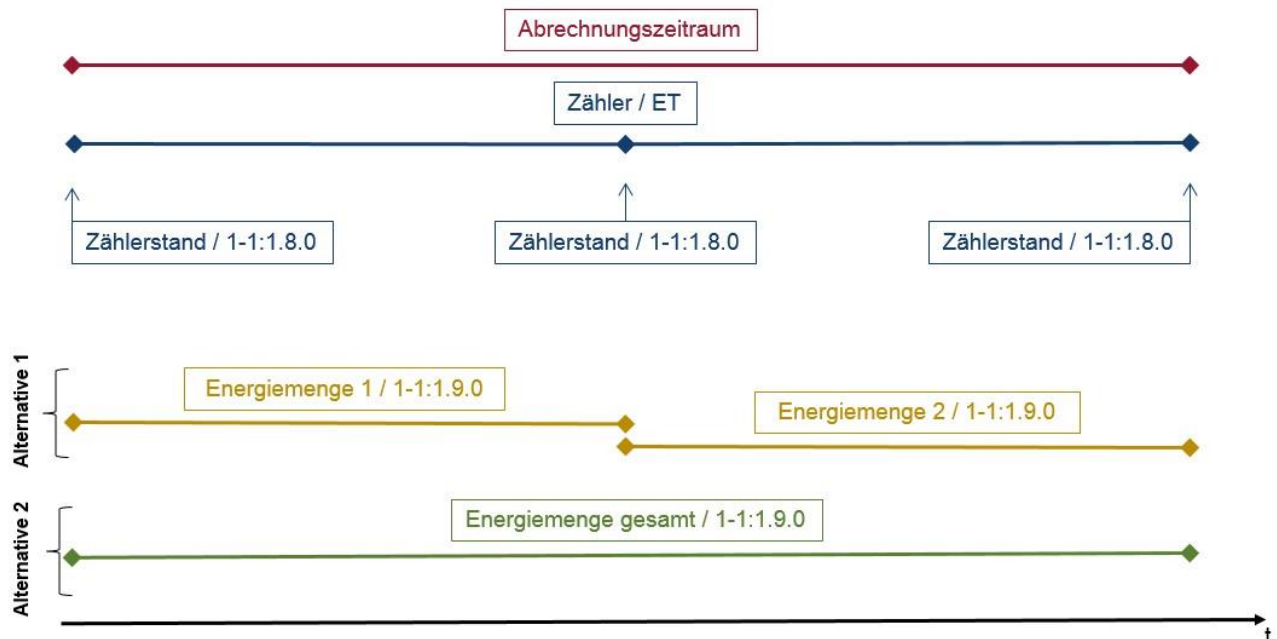 Abrechnungszeitraum
Zähler / ET
Zählerstand / 1-1:1.8.0
Zählerstand / 1-1:1.8.0
Zählerstand / 1-1:1.8.0
Alternative 1
Energiemenge 1 / 1-1:1.9.0
Energiemenge 2 / 1-1:1.9.0
Alternative 2
Energiemenge gesamt / 1-1:1.9.0
t